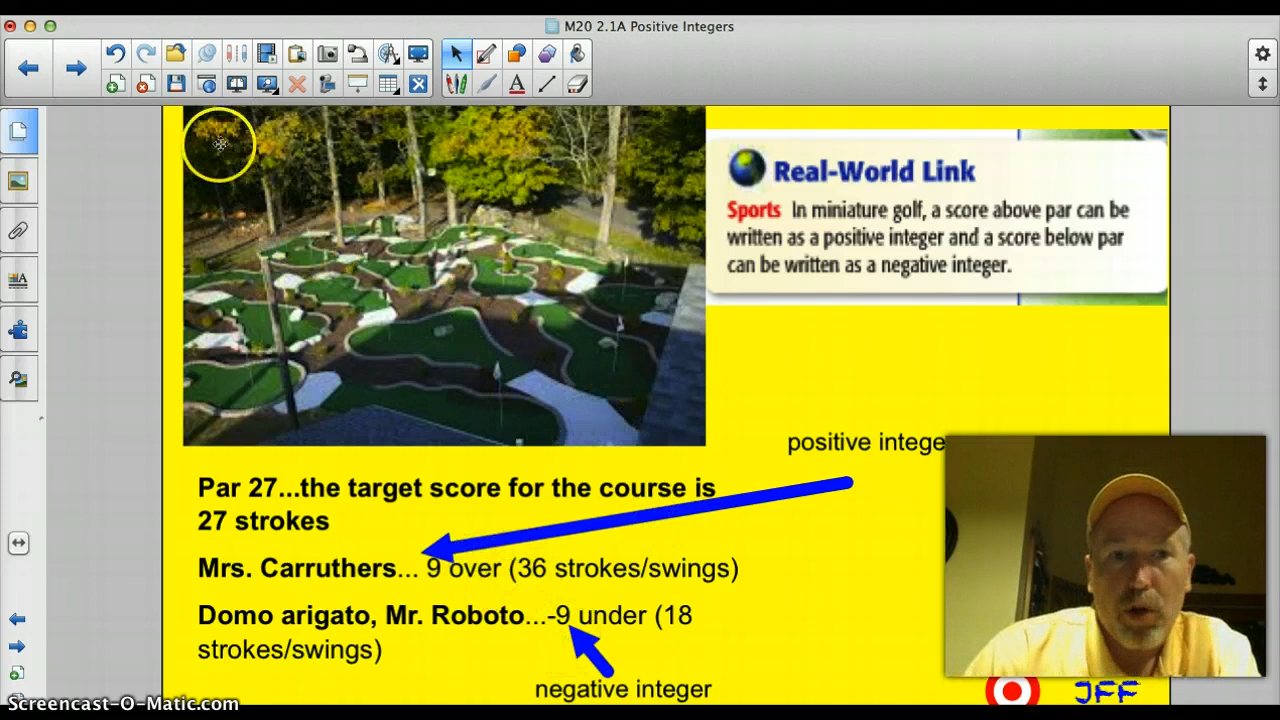 M20 2.1A Positive Integers
Real-World Link
Sports In miniature golf, a score above par can be
written as a positive integer and a score below par
can be written as a negative integer.
positive intege
Par 27...the target score for the course is
27 strokes
Mrs. Carruthers... 9 over (36 strokes/swings)
Domo arigato, Mr. Roboto...-9 under (18
strokes/swings)
negative integer
JFF
Screencast-O-Matic.com